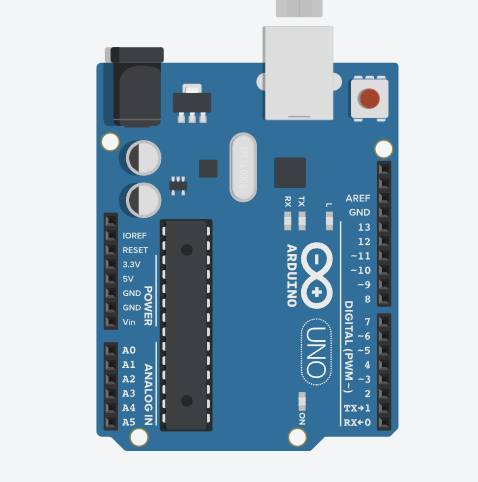 RX
TX
L
ARDUINO
UNO
ON
IOREF
RESET
3.3V
5V
GND
GND
Vin
POWER
A0
A1
A2
A3
A4
A5
ANALOG IN
AREF
GND
13
12
~11
~10
~9
8
7
~6
~5
4
~3
2
TX→1
RX←0
DIGITAL (PWM~)